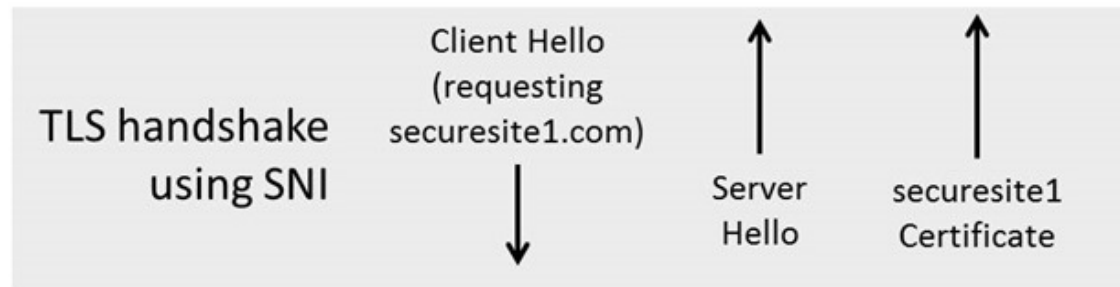 TLS handshake
using SNI
Client Hello
(requesting
securesite1.com)
Server
Hello
securesite1
Certificate